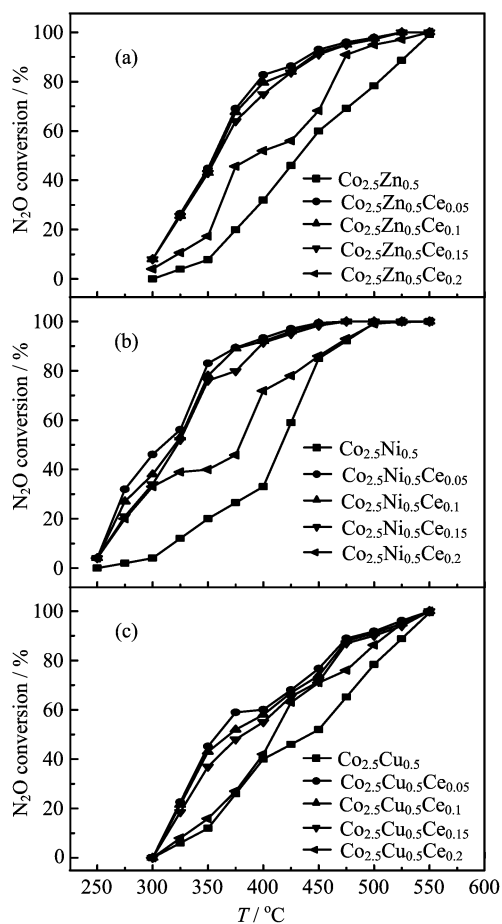 100
80
60
40
20
0
N₂O conversion / %
(a)
Co₂.₅Zn₀.₅
Co₂.₅Zn₀.₅Ce₀.₀₅
Co₂.₅Zn₀.₅Ce₀.₁
Co₂.₅Zn₀.₅Ce₀.₁₅
Co₂.₅Zn₀.₅Ce₀.₂
100
80
60
40
20
0
N₂O conversion / %
(b)
Co₂.₅Ni₀.₅
Co₂.₅Ni₀.₅Ce₀.₀₅
Co₂.₅Ni₀.₅Ce₀.₁
Co₂.₅Ni₀.₅Ce₀.₁₅
Co₂.₅Ni₀.₅Ce₀.₂
100
80
60
40
20
0
N₂O conversion / %
(c)
Co₂.₅Cu₀.₅
Co₂.₅Cu₀.₅Ce₀.₀₅
Co₂.₅Cu₀.₅Ce₀.₁
Co₂.₅Cu₀.₅Ce₀.₁₅
Co₂.₅Cu₀.₅Ce₀.₂
250 300 350 400 450 500 550 600
T / °C